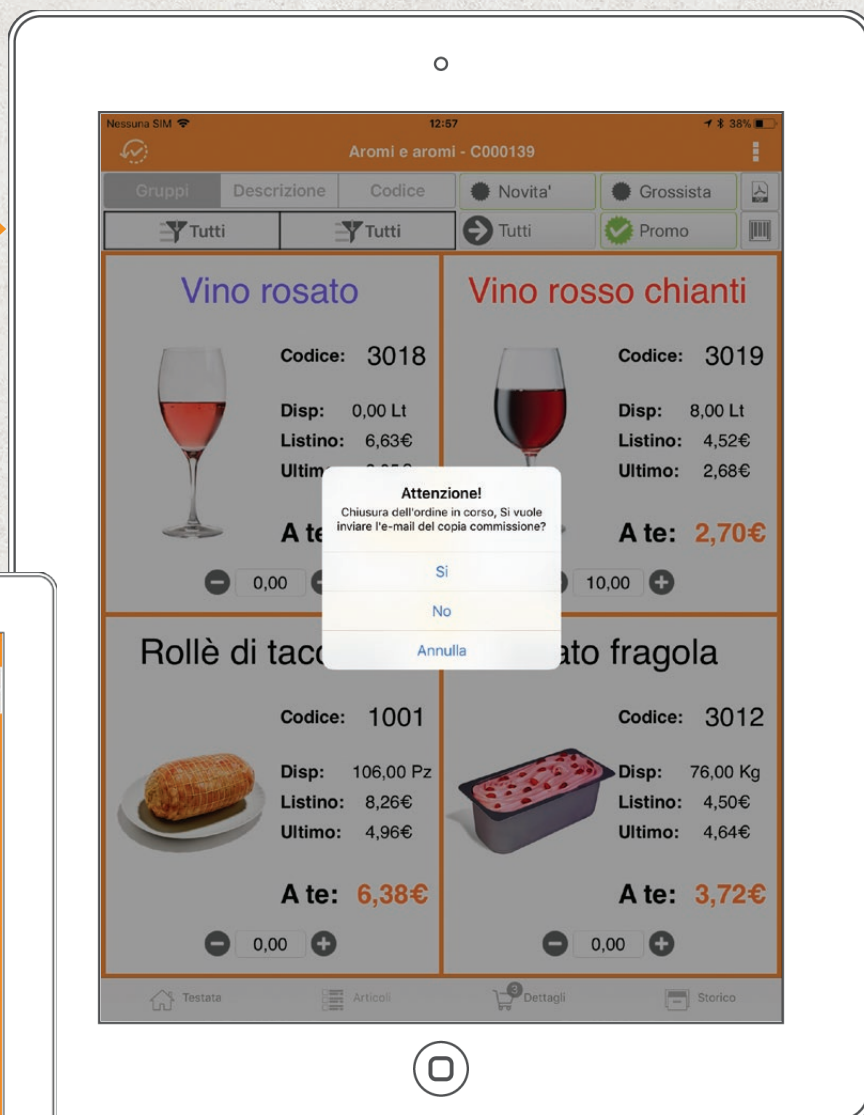 Nessuna SIM 12:57 38%
Aromi e aromi - C000139
Gruppi Descrizione Codice Novita' Grossista
Tutti Tutti Tutti Promo
Vino rosato
Codice: 3018
Disp: 0,00 Lt
Listino: 6,63€
A te
0,00
Vino rosso chianti
Codice: 3019
Disp: 8,00 Lt
Listino: 4,52€
Ultimo: 2,68€
A te: 2,70€
10,00
Attenzione!
Chiusura dell'ordine in corso, Si vuole
inviare l'e-mail del copia commissione?
Si
No
Annulla
Rollè di tacc
Codice: 1001
Disp: 106,00 Pz
Listino: 8,26€
Ultimo: 4,96€
A te: 6,38€
0,00
ato fragola
Codice: 3012
Disp: 76,00 Kg
Listino: 4,50€
Ultimo: 4,64€
A te: 3,72€
0,00
Testata Articoli 3 Dettagli Storico